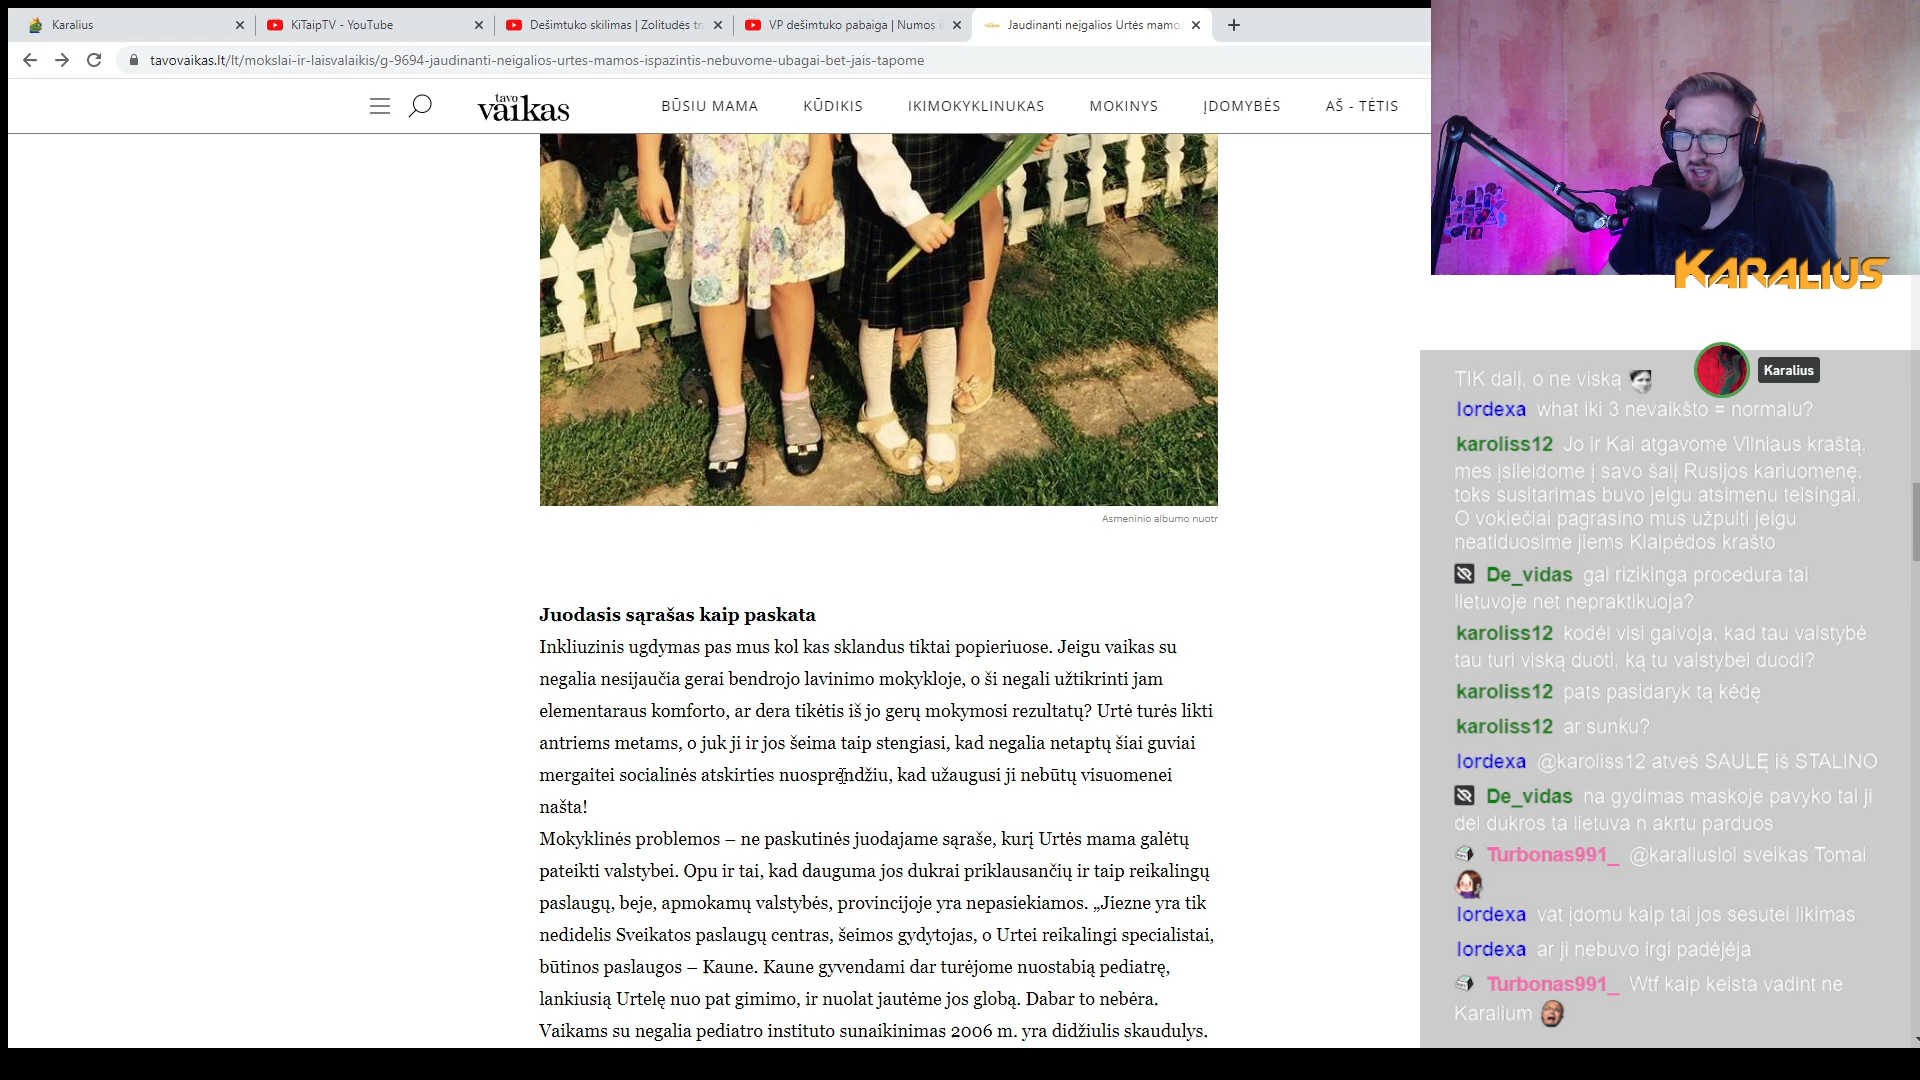 Karalius
KiTaipTV - YouTube
Dešimtuko skilimas | Zolitudės tr
VP dešimtuko pabaiga | Numos i
Jaudinanti neįgalios Urtės mamos
tavovaikas.lt/lt/mokslai-ir-laisvalaikis/g-9694-jaudinanti-neigalios-urtes-mamos-ispazintis-nebuvome-ubagai-bet-jais-tapome
tavo
vaikas
BŪSIU MAMA
KŪDIKIS
IKIMOKYKLINUKAS
MOKINYS
ĮDOMYBĖS
AŠ - TĖTIS
KARALIUS
Asmeninio albumo nuotr
Juodasis sąrašas kaip paskata
Inkliuzinis ugdymas pas mus kol kas sklandus tiktai popieriuose. Jeigu vaikas su
negalia nesijaučia gerai bendrojo lavinimo mokykloje, o ši negali užtikrinti jam
elementaraus komforto, ar dera tikėtis iš jo gerų mokymosi rezultatų? Urtė turės likti
antriems metams, o juk ji ir jos šeima taip stengiasi, kad negalia netaptų šiai guviai
mergaitei socialinės atskirties nuosprendžiu, kad užaugusi ji nebūtų visuomenei
našta!
Mokyklinės problemos – ne paskutinės juodajame sąraše, kurį Urtės mama galėtų
pateikti valstybei. Opu ir tai, kad dauguma jos dukrai priklausančių ir taip reikalingų
paslaugų, beje, apmokamų valstybės, provincijoje yra nepasiekiamos. „Jiezne yra tik
nedidelis Sveikatos paslaugų centras, šeimos gydytojas, o Urtei reikalingi specialistai,
būtinos paslaugos – Kaune. Kaune gyvendami dar turėjome nuostabią pediatrę,
lankiusią Urtelę nuo pat gimimo, ir nuolat jautėme jos globą. Dabar to nebėra.
Vaikams su negalia pediatro instituto sunaikinimas 2006 m. yra didžiulis skaudulys.
TIK dalį, o ne viską
Karalius
lordexa what iki 3 nevaikšto = normalu?
karoliss12 Jo ir Kai atgavome Vilniaus kraštą,
mes įsileidome į savo šalį Rusijos kariuomenę,
toks susitarimas buvo jeigu atsimenu teisingai,
O vokiečiai pagrasino mus užpulti jeigu
neatiduosime jiems Klaipėdos krašto
De_vidas gal rizikinga procedura tai
lietuvoje net nepraktikuoja?
karoliss12 kodėl visi galvoja, kad tau valstybė
tau turi viską duoti, ką tu valstybei duodi?
karoliss12 pats pasidaryk tą kėdę
karoliss12 ar sunku?
lordexa @karoliss12 atveš SAULĘ iš STALINO
De_vidas na gydimas maskoje pavyko tai ji
del dukros ta lietuva n akrtu parduos
Turbonas991_ @karaliuslol sveikas Tomai
lordexa vat įdomu kaip tai jos sesutei likimas
lordexa ar ji nebuvo irgi padėjėja
Turbonas991_ Wtf kaip keista vadint ne
Karalium